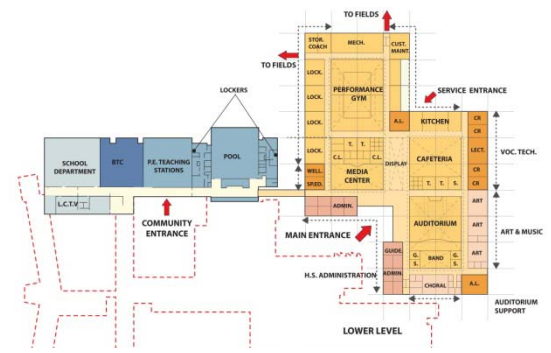 TO FIELDS
STOR.
COACH
MECH.
CUST.
MAINT.
TO FIELDS
LOCK.
LOCKERS
PERFORMANCE
GYM
SERVICE ENTRANCE
LOCK.
LOCK.
A.L.
KITCHEN
CR
CR
LOCK.
T. T.
C.L. C.L.
DISPLAY
CAFETERIA
LECT.
VOC. TECH.
SCHOOL
DEPARTMENT
BTC
P.E. TEACHING
STATIONS
POOL
WELL.
MEDIA
CENTER
CR
SP.ED.
T. T. S.
CR
L.C.T.V
ADMIN.
ART
COMMUNITY
ENTRANCE
MAIN ENTRANCE
AUDITORIUM
ART
ART & MUSIC
GUIDE.
G.
S.
BAND
G.
S.
ART
H.S. ADMINISTRATION
ADMIN.
CHORAL
A.L.
AUDITORIUM
SUPPORT
LOWER LEVEL